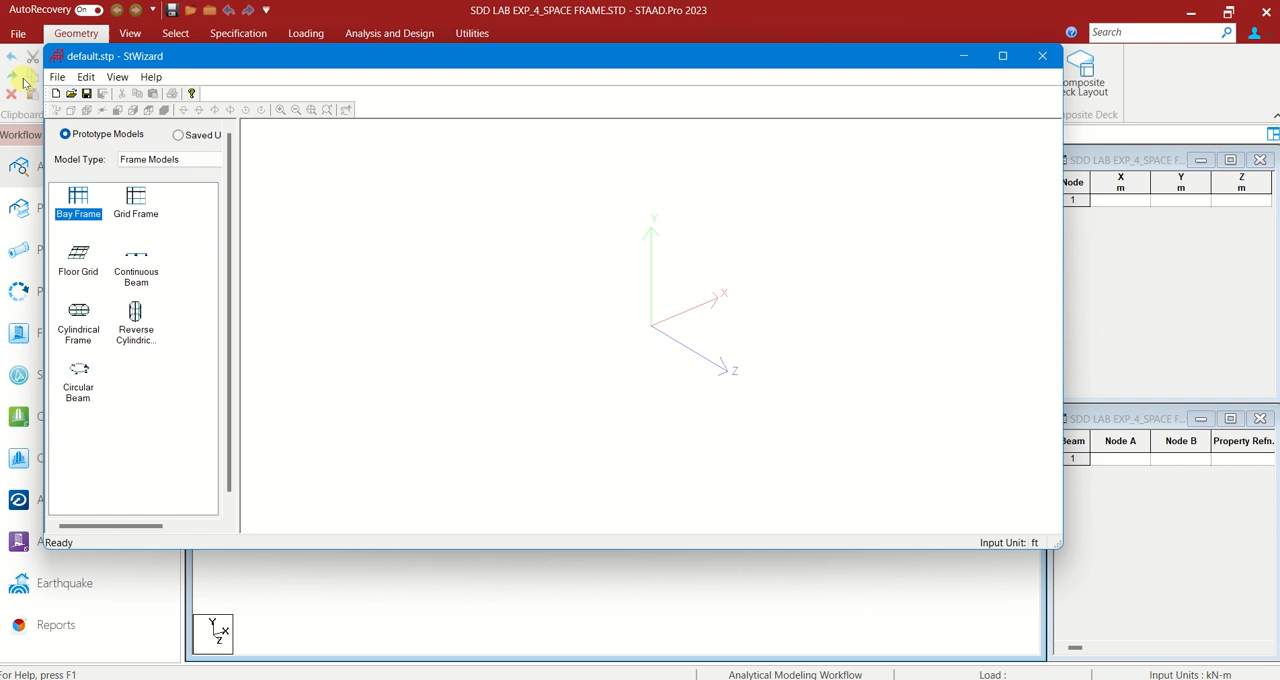 AutoRecovery On
SDD LAB EXP_4_SPACE FRAME.STD - STAAD.Pro 2023
File Geometry View Select Specification Loading Analysis and Design Utilities
Search
default.stp - StWizard
File Edit View Help
Deck Layout
Clipboard
Workflow
Prototype Models Saved U
Model Type: Frame Models
Bay Frame Grid Frame
Floor Grid Continuous Beam
Cylindrical Frame Reverse Cylindric...
Circular Beam
Y
X
Z
SDD LAB EXP_4_SPACE F...
Node X m Y m Z m
1
SDD LAB EXP_4_SPACE F...
Beam Node A Node B Property Refn.
1
Ready
Input Unit: ft
Earthquake
Reports
Y
X
Z
For Help, press F1
Analytical Modeling Workflow
Load :
Input Units : kN-m